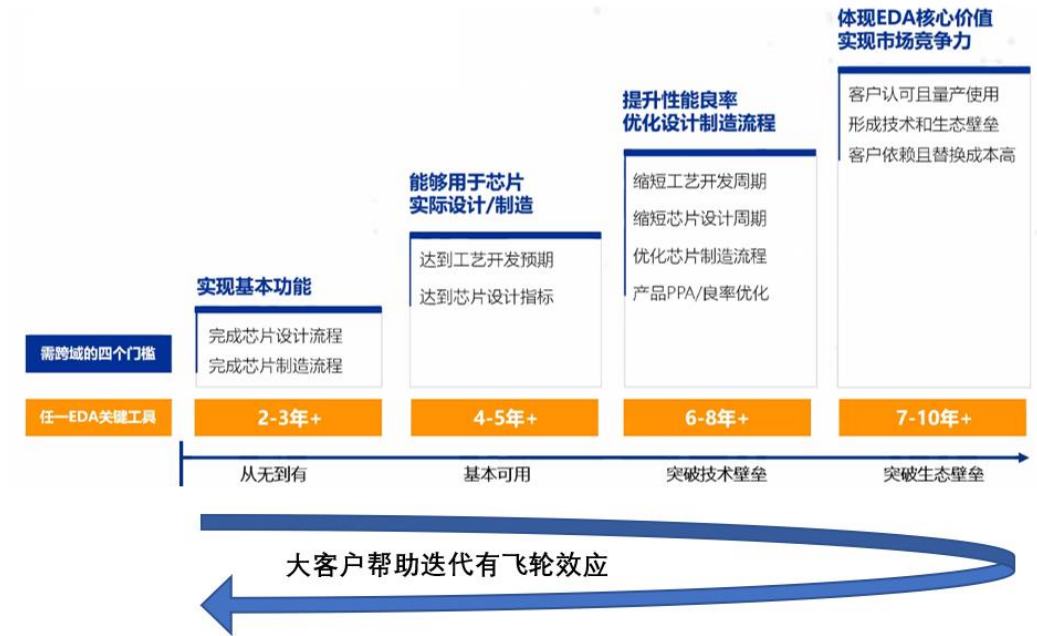 体现EDA核心价值
实现市场竞争力
客户认可且量产使用
形成技术和生态壁垒
客户依赖且替换成本高
提升性能良率
优化设计制造流程
缩短工艺开发周期
缩短芯片设计周期
优化芯片制造流程
产品PPA/良率优化
能够用于芯片
实际设计/制造
达到工艺开发预期
达到芯片设计指标
实现基本功能
完成芯片设计流程
完成芯片制造流程
需跨域的四个门槛
任一EDA关键工具
2-3年+
4-5年+
6-8年+
7-10年+
从无到有
基本可用
突破技术壁垒
突破生态壁垒
大客户帮助迭代有飞轮效应